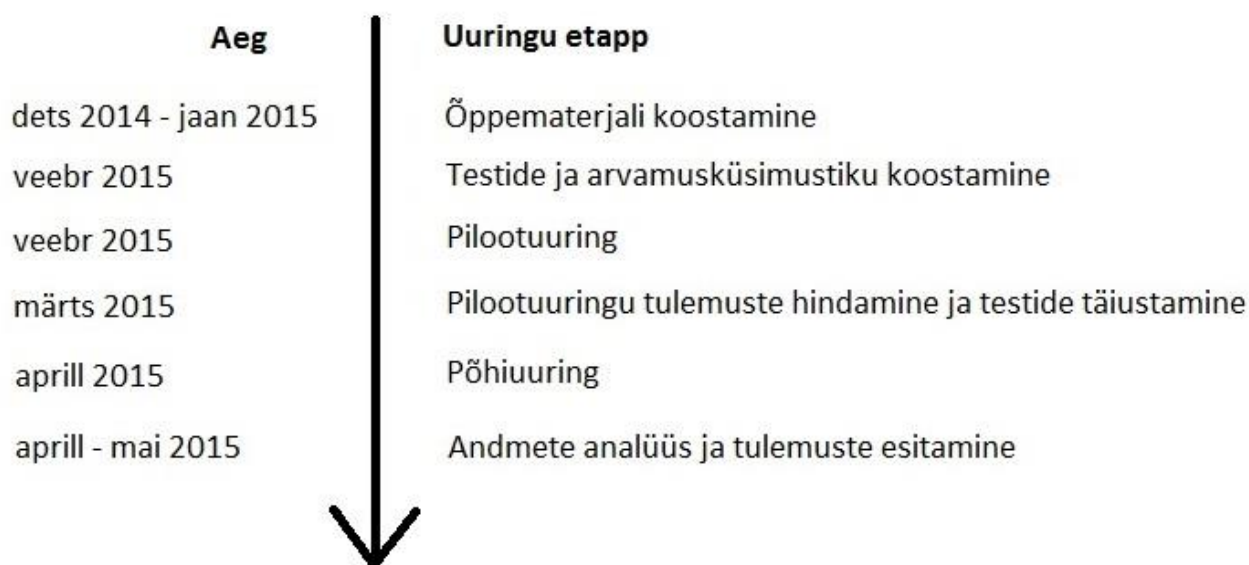 Aeg Uuringu etapp
dets 2014 - jaan 2015 Õppematerjali koostamine
veebr 2015 Testide ja arvamusküsimustiku koostamine
veebr 2015 Pilootuuring
märts 2015 Pilootuuringu tulemuste hindamine ja testide täiustamine
aprill 2015 Põhiuuring
aprill - mai 2015 Andmete analüüs ja tulemuste esitamine